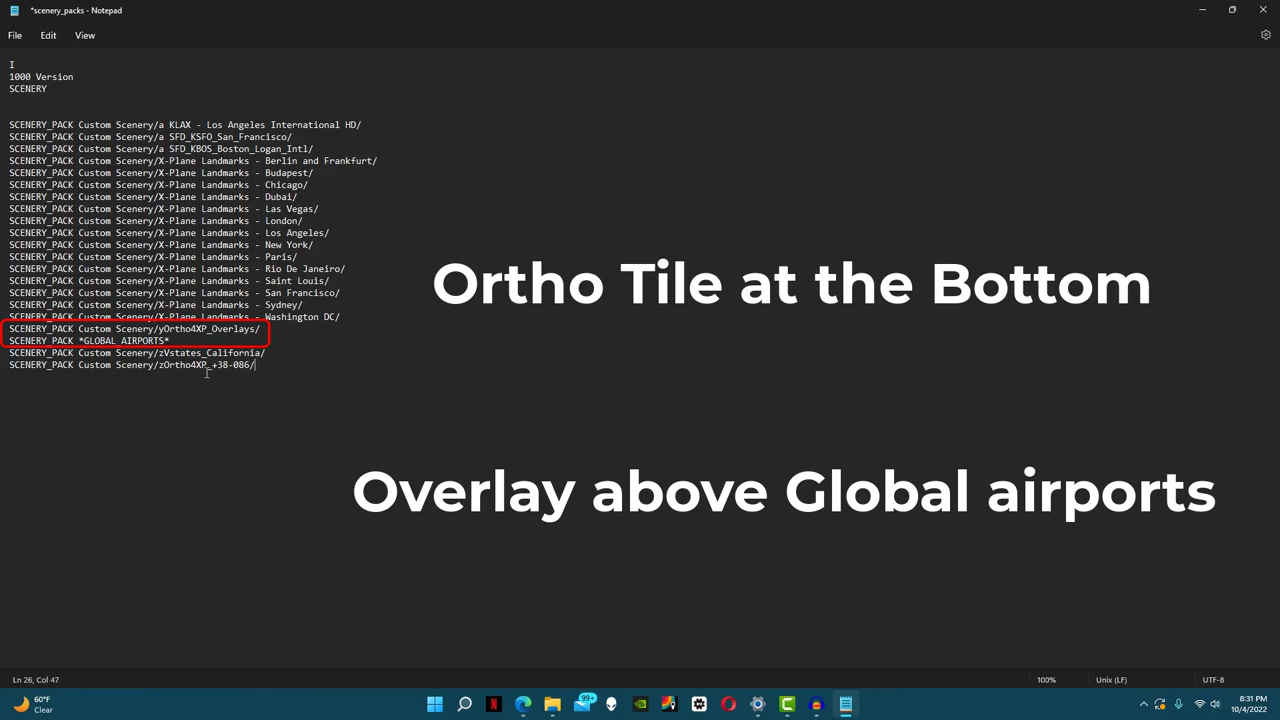 *scenery_packs - Notepad
File Edit View
I
1000 Version
SCENERY
SCENERY_PACK Custom Scenery/a KLAX - Los Angeles International HD/
SCENERY_PACK Custom Scenery/a SFD_KSFO_San_Francisco/
SCENERY_PACK Custom Scenery/a SFD_KBOS_Boston_Logan_Intl/
SCENERY_PACK Custom Scenery/X-Plane Landmarks - Berlin and Frankfurt/
SCENERY_PACK Custom Scenery/X-Plane Landmarks - Budapest/
SCENERY_PACK Custom Scenery/X-Plane Landmarks - Chicago/
SCENERY_PACK Custom Scenery/X-Plane Landmarks - Dubai/
SCENERY_PACK Custom Scenery/X-Plane Landmarks - Las Vegas/
SCENERY_PACK Custom Scenery/X-Plane Landmarks - London/
SCENERY_PACK Custom Scenery/X-Plane Landmarks - Los Angeles/
SCENERY_PACK Custom Scenery/X-Plane Landmarks - New York/
SCENERY_PACK Custom Scenery/X-Plane Landmarks - Paris/
SCENERY_PACK Custom Scenery/X-Plane Landmarks - Rio De Janeiro/
SCENERY_PACK Custom Scenery/X-Plane Landmarks - Saint Louis/
SCENERY_PACK Custom Scenery/X-Plane Landmarks - San Francisco/
SCENERY_PACK Custom Scenery/X-Plane Landmarks - Sydney/
SCENERY_PACK Custom Scenery/X-Plane Landmarks - Washington DC/
SCENERY_PACK Custom Scenery/yOrtho4XP_Overlays/
SCENERY_PACK *GLOBAL_AIRPORTS*
SCENERY_PACK Custom Scenery/zVstates_California/
SCENERY_PACK Custom Scenery/zOrtho4XP_+38-086/
Ortho Tile at the Bottom
Overlay above Global airports
Ln 26, Col 47
100%
Unix (LF)
UTF-8
60°F
Clear
99+
8:31 PM
10/4/2022